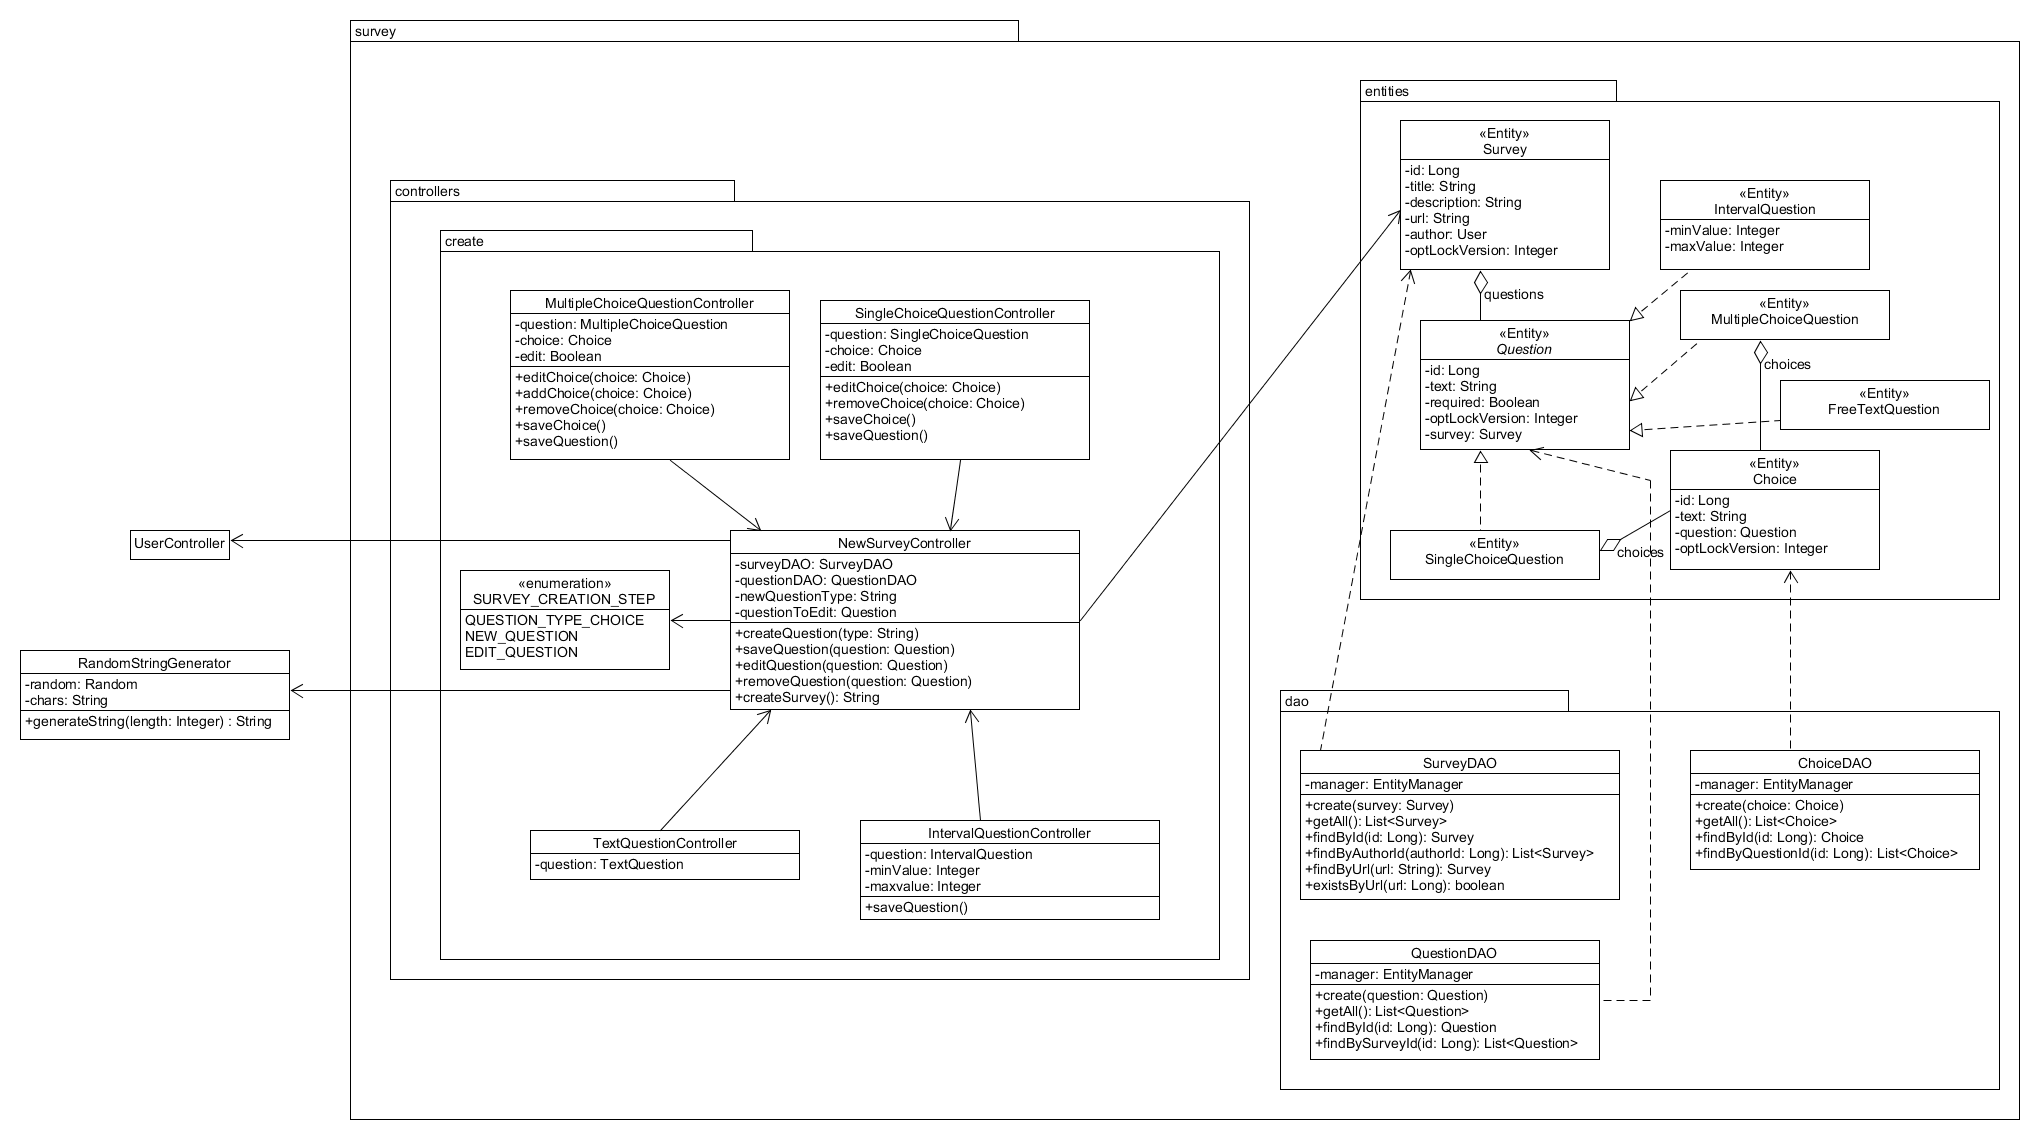 survey
controllers
create
MultipleChoiceQuestionController
-question: MultipleChoiceQuestion
-choice: Choice
-edit: Boolean
+editChoice(choice: Choice)
+addChoice(choice: Choice)
+removeChoice(choice: Choice)
+saveChoice()
+saveQuestion()
SingleChoiceQuestionController
-question: SingleChoiceQuestion
-choice: Choice
-edit: Boolean
+editChoice(choice: Choice)
+removeChoice(choice: Choice)
+saveChoice()
+saveQuestion()
UserController
NewSurveyController
-surveyDAO: SurveyDAO
-questionDAO: QuestionDAO
-newQuestionType: String
-questionToEdit: Question
+createQuestion(type: String)
+saveQuestion(question: Question)
+editQuestion(question: Question)
+removeQuestion(question: Question)
+createSurvey(): String
«enumeration»
SURVEY_CREATION_STEP
QUESTION_TYPE_CHOICE
NEW_QUESTION
EDIT_QUESTION
RandomStringGenerator
-random: Random
-chars: String
+generateString(length: Integer) : String
TextQuestionController
-question: TextQuestion
IntervalQuestionController
-question: IntervalQuestion
-minValue: Integer
-maxvalue: Integer
+saveQuestion()
entities
«Entity»
Survey
-id: Long
-title: String
-description: String
-url: String
-author: User
-optLockVersion: Integer
questions
«Entity»
IntervalQuestion
-minValue: Integer
-maxValue: Integer
«Entity»
MultipleChoiceQuestion
choices
«Entity»
Question
-id: Long
-text: String
-required: Boolean
-optLockVersion: Integer
-survey: Survey
«Entity»
FreeTextQuestion
«Entity»
Choice
-id: Long
-text: String
-question: Question
-optLockVersion: Integer
choices
«Entity»
SingleChoiceQuestion
dao
SurveyDAO
-manager: EntityManager
+create(survey: Survey)
+getAll(): List<Survey>
+findById(id: Long): Survey
+findByAuthorId(authorId: Long): List<Survey>
+findByUrl(url: String): Survey
+existsByUrl(url: Long): boolean
ChoiceDAO
-manager: EntityManager
+create(choice: Choice)
+getAll(): List<Choice>
+findById(id: Long): Choice
+findByQuestionId(id: Long): List<Choice>
QuestionDAO
-manager: EntityManager
+create(question: Question)
+getAll(): List<Question>
+findById(id: Long): Question
+findBySurveyId(id: Long): List<Question>